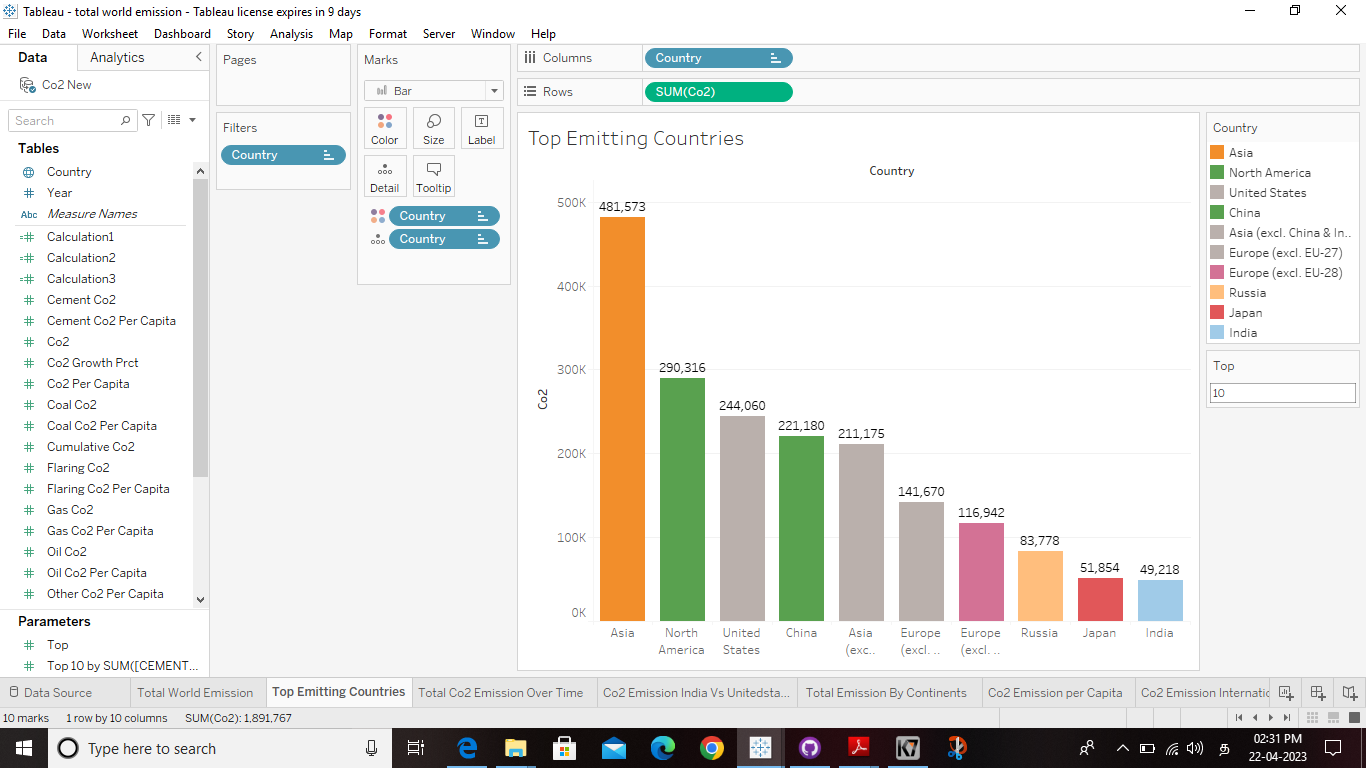 Tableau - total world emission - Tableau license expires in 9 days
File Data Worksheet Dashboard Story Analysis Map Format Server Window Help
Data Analytics
Co2 New
Search
Tables
Country
Year
Abc Measure Names
Calculation1
Calculation2
Calculation3
Cement Co2
Cement Co2 Per Capita
Co2
Co2 Growth Prct
Co2 Per Capita
Coal Co2
Coal Co2 Per Capita
Cumulative Co2
Flaring Co2
Flaring Co2 Per Capita
Gas Co2
Gas Co2 Per Capita
Oil Co2
Oil Co2 Per Capita
Other Co2 Per Capita
Parameters
Top
Top 10 by SUM([CEMENT...
Pages
Filters
Country
Marks
Bar
Color Size Label
Detail Tooltip
Country
Country
Columns Country
Rows SUM(Co2)
Top Emitting Countries
Country
Co2
500K
400K
300K
200K
100K
0K
481,573
290,316
244,060
221,180
211,175
141,670
116,942
83,778
51,854
49,218
Asia
North America
United States
China
Asia (exc..
Europe (excl. ..
Europe (excl. ..
Russia
Japan
India
Country
Asia
North America
United States
China
Asia (excl. China & In..
Europe (excl. EU-27)
Europe (excl. EU-28)
Russia
Japan
India
Top
10
Data Source Total World Emission Top Emitting Countries Total Co2 Emission Over Time Co2 Emission India Vs Unitedsta... Total Emission By Continents Co2 Emission per Capita Co2 Emission Internatio
10 marks 1 row by 10 columns SUM(Co2): 1,891,767
Type here to search
02:31 PM
22-04-2023